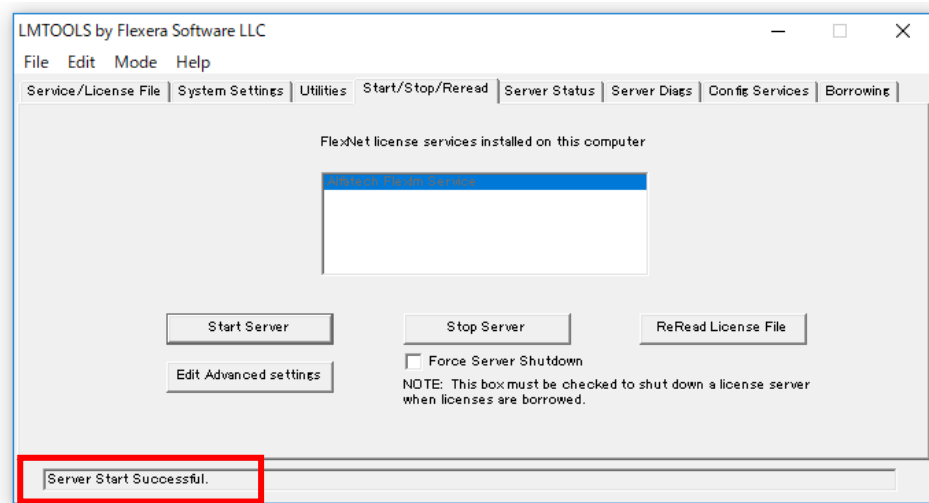 LMTOOLS by Flexera Software LLC
File Edit Mode Help
Service/License File System Settings Utilities Start/Stop/Reread Server Status Server Diags Config Services Borrowing
FlexNet license services installed on this computer
Alfatech Flexlm Service
Start Server Stop Server ReRead License File
Edit Advanced settings Force Server Shutdown
NOTE: This box must be checked to shut down a license server
when licenses are borrowed.
Server Start Successful.